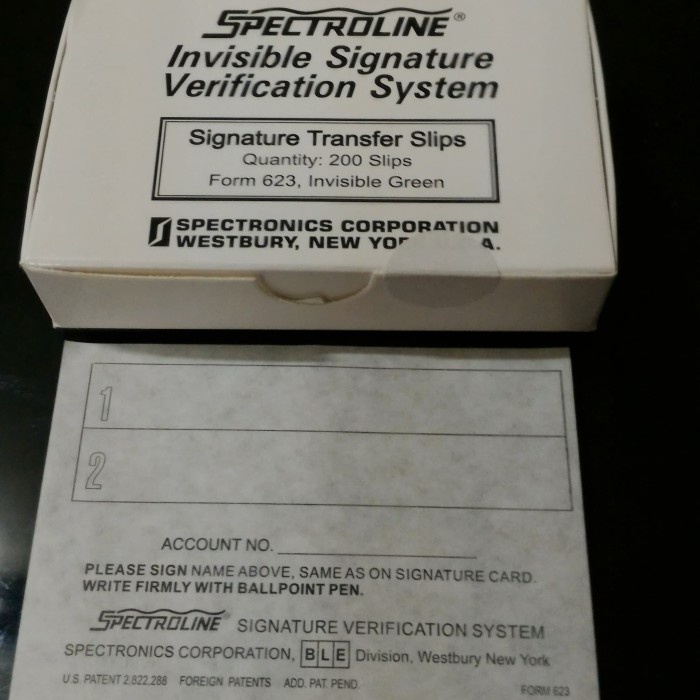 SPECTROLINE®
Invisible Signature
Verification System
Signature Transfer Slips
Quantity: 200 Slips
Form 623, Invisible Green
SPECTRONICS CORPORATION
WESTBURY, NEW
1
2
ACCOUNT NO.
PLEASE SIGN NAME ABOVE, SAME AS ON SIGNATURE CARD.
WRITE FIRMLY WITH BALLPOINT PEN.
SPECTROLINE® SIGNATURE VERIFICATION SYSTEM
SPECTRONICS CORPORATION, BLE Division, Westbury New York
U.S. PATENT 2,822,288 FOREIGN PATENTS ADD. PAT. PEND.
FORM 623